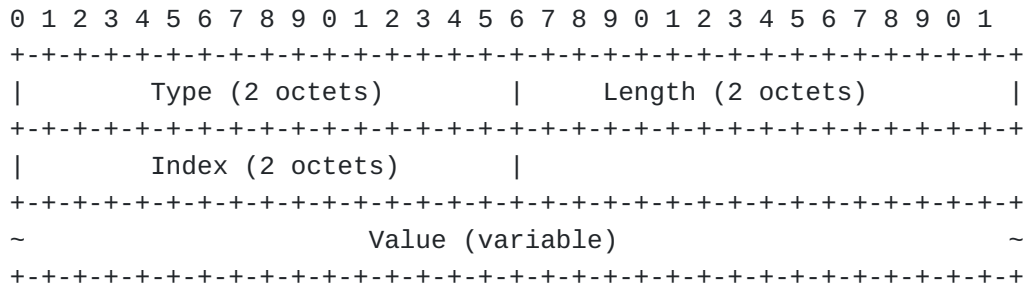 0 1 2 3 4 5 6 7 8 9 0 1 2 3 4 5 6 7 8 9 0 1 2 3 4 5 6 7 8 9 0 1
+-+-+-+-+-+-+-+-+-+-+-+-+-+-+-+-+-+-+-+-+-+-+-+-+-+-+-+-+-+-+-+-+
|        Type (2 octets)        |     Length (2 octets)         |
+-+-+-+-+-+-+-+-+-+-+-+-+-+-+-+-+-+-+-+-+-+-+-+-+-+-+-+-+-+-+-+-+
|        Index (2 octets)       |
+-+-+-+-+-+-+-+-+-+-+-+-+-+-+-+-+-+-+-+-+-+-+-+-+-+-+-+-+-+-+-+-+
~                      Value (variable)                         ~
+-+-+-+-+-+-+-+-+-+-+-+-+-+-+-+-+-+-+-+-+-+-+-+-+-+-+-+-+-+-+-+-+